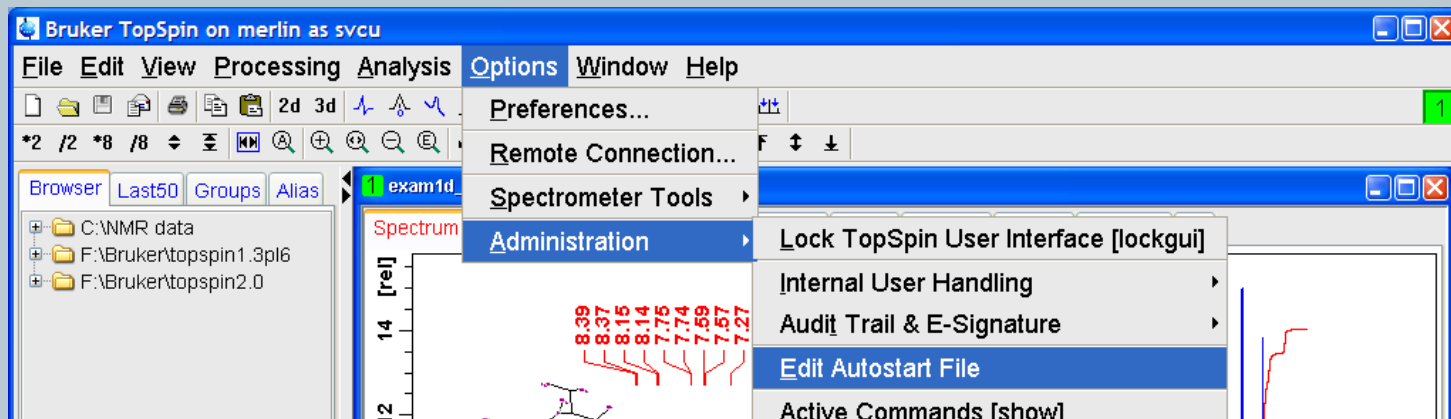 Bruker TopSpin on merlin as svcu
File Edit View Processing Analysis Options Window Help
2d 3d
1
*2 /2 *8 /8
Preferences...
Remote Connection...
Spectrometer Tools
Administration
Browser Last50 Groups Alias
1 exam1d_
C:\NMR data
F:\Bruker\topspin1.3pl6
F:\Bruker\topspin2.0
Spectrum
Lock TopSpin User Interface [lockgui]
Internal User Handling
Audit Trail & E-Signature
Edit Autostart File
Active Commands [show]
[rel]
14
12
8.39
8.37
8.15
8.14
7.75
7.74
7.59
7.57
7.27